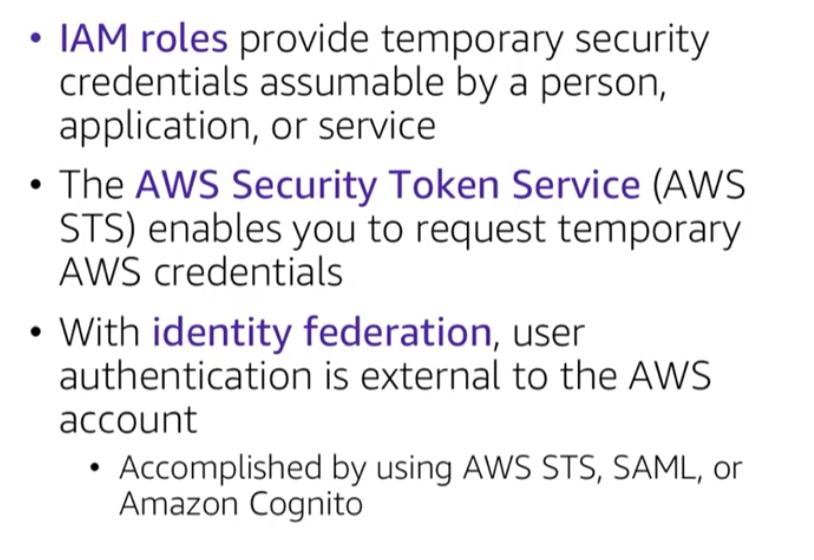 • IAM roles provide temporary security
credentials assumable by a person,
application, or service
• The AWS Security Token Service (AWS
STS) enables you to request temporary
AWS credentials
• With identity federation, user
authentication is external to the AWS
account
• Accomplished by using AWS STS, SAML, or
Amazon Cognito